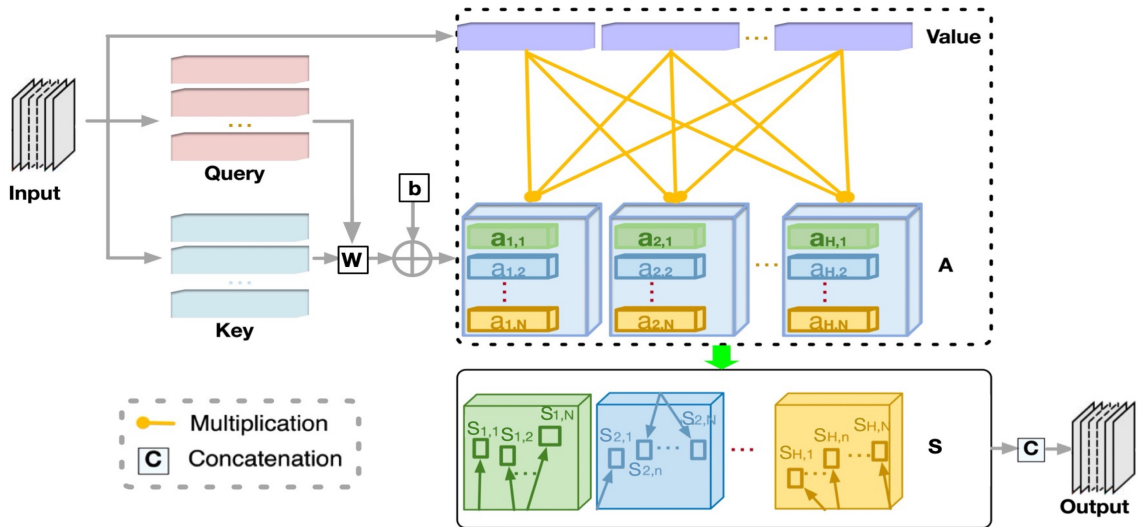 Value
Input
Query
Key
W
b
a1,1
a1,2
a1,N
a2,1
a2,2
a2,N
aH,1
aH,2
aH,N
A
Multiplication
C Concatenation
S1,1
S1,2
S1,N
S2,1
S2,n
S2,N
SH,1
SH,n
SH,N
S
C
Output